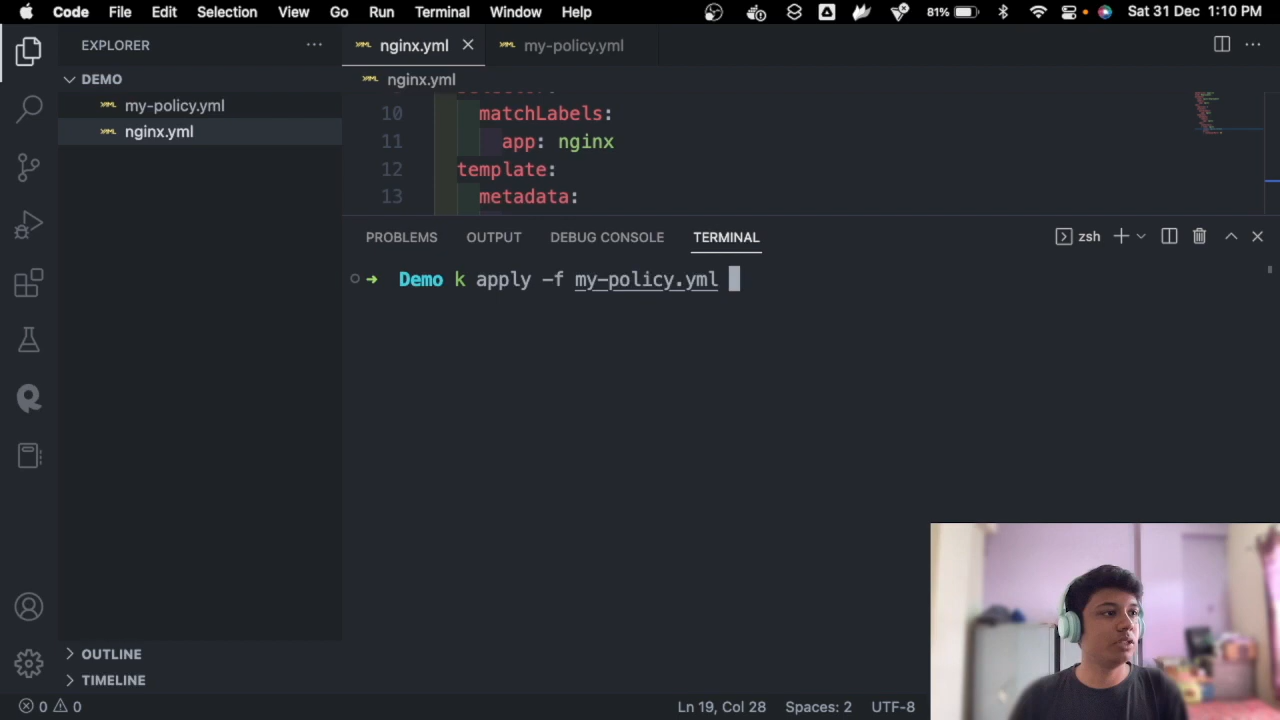 Code File Edit Selection View Go Run Terminal Window Help 81% Sat 31 Dec 1:10 PM
EXPLORER
DEMO
my-policy.yml
nginx.yml
OUTLINE
TIMELINE
nginx.yml my-policy.yml
nginx.yml
10 matchLabels:
11 app: nginx
12 template:
13 metadata:
PROBLEMS OUTPUT DEBUG CONSOLE TERMINAL zsh
➜ Demo k apply -f my-policy.yml
0 0 Ln 19, Col 28 Spaces: 2 UTF-8